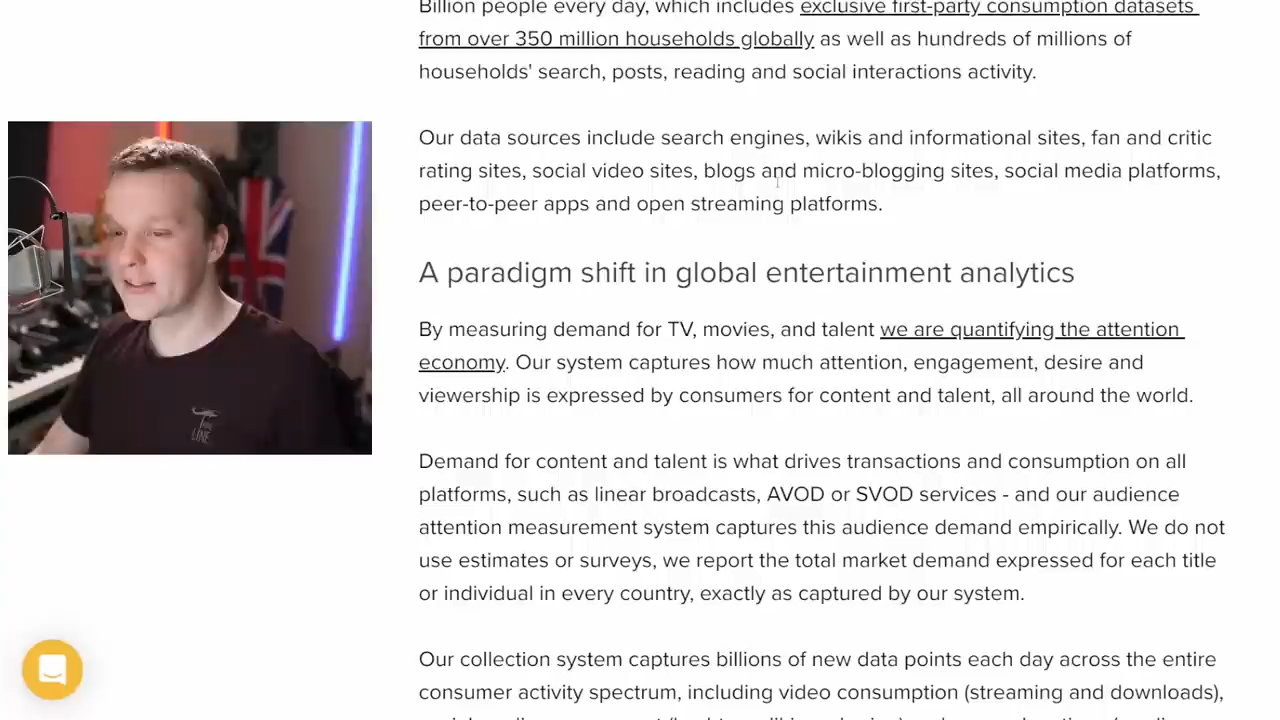 Billion people every day, which includes exclusive first-party consumption datasets
from over 350 million households globally as well as hundreds of millions of
households' search, posts, reading and social interactions activity.
Our data sources include search engines, wikis and informational sites, fan and critic
rating sites, social video sites, blogs and micro-blogging sites, social media platforms,
peer-to-peer apps and open streaming platforms.
A paradigm shift in global entertainment analytics
By measuring demand for TV, movies, and talent we are quantifying the attention
economy. Our system captures how much attention, engagement, desire and
viewership is expressed by consumers for content and talent, all around the world.
Demand for content and talent is what drives transactions and consumption on all
platforms, such as linear broadcasts, AVOD or SVOD services - and our audience
attention measurement system captures this audience demand empirically. We do not
use estimates or surveys, we report the total market demand expressed for each title
or individual in every country, exactly as captured by our system.
Our collection system captures billions of new data points each day across the entire
consumer activity spectrum, including video consumption (streaming and downloads),